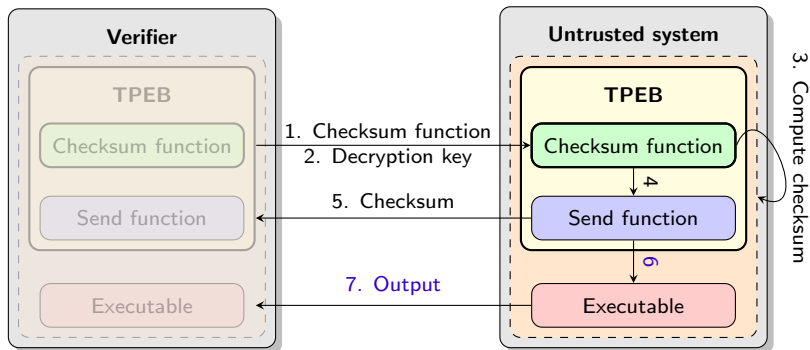 Verifier
TPEB
Checksum function
Send function
Executable
1. Checksum function
2. Decryption key
5. Checksum
7. Output
Untrusted system
TPEB
Checksum function
4
Send function
6
Executable
3. Compute checksum